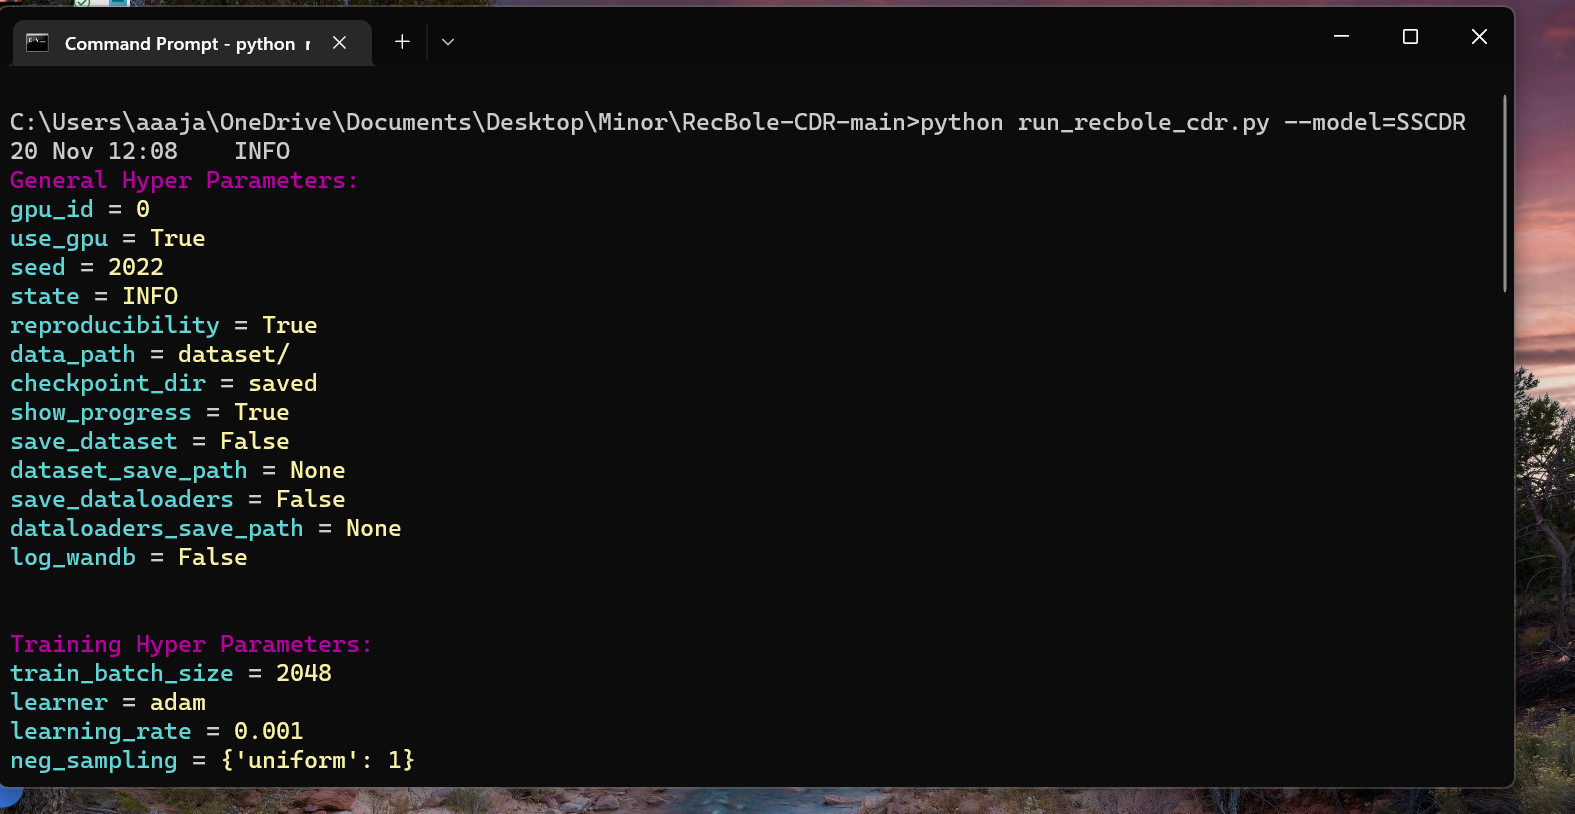 Command Prompt - python r
C:\Users\aaaja\OneDrive\Documents\Desktop\Minor\RecBole-CDR-main>python run_recbole_cdr.py --model=SSCDR
20 Nov 12:08    INFO
General Hyper Parameters:
gpu_id = 0
use_gpu = True
seed = 2022
state = INFO
reproducibility = True
data_path = dataset/
checkpoint_dir = saved
show_progress = True
save_dataset = False
dataset_save_path = None
save_dataloaders = False
dataloaders_save_path = None
log_wandb = False
Training Hyper Parameters:
train_batch_size = 2048
learner = adam
learning_rate = 0.001
neg_sampling = {'uniform': 1}